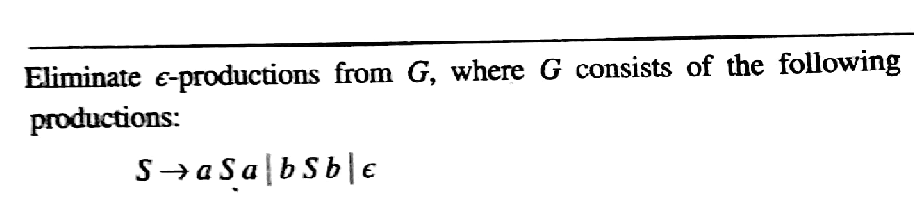 Eliminate ϵ-productions from G, where G consists of the following
productions:
S → a S a | b S b | ϵ